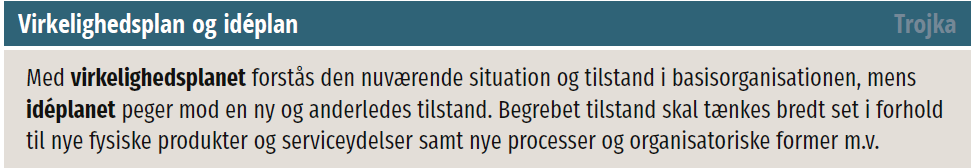 Virkelighedsplan og idéplan Trojka
Med virkelighedsplanet forstås den nuværende situation og tilstand i basisorganisationen, mens
idéplanet peger mod en ny og anderledes tilstand. Begrebet tilstand skal tænkes bredt set i forhold
til nye fysiske produkter og serviceydelser samt nye processer og organisatoriske former m.v.